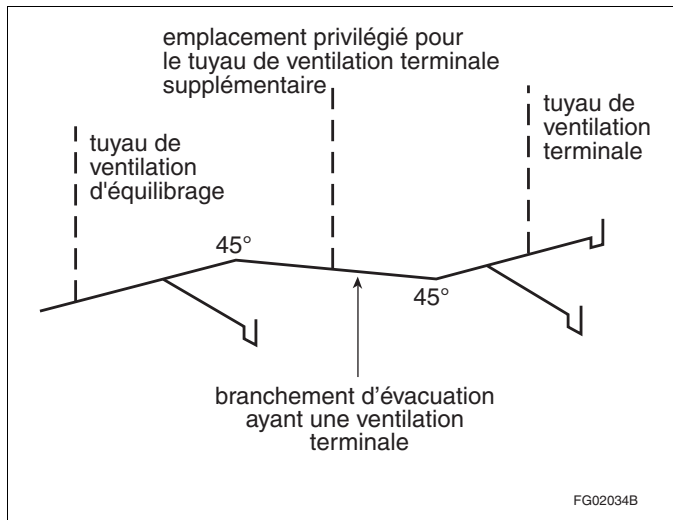 emplacement privilégié pour
le tuyau de ventilation terminale
supplémentaire
tuyau de
ventilation
terminale
tuyau de
ventilation
d'équilibrage
45°
45°
branchement d’évacuation
ayant une ventilation
terminale
FG02034B